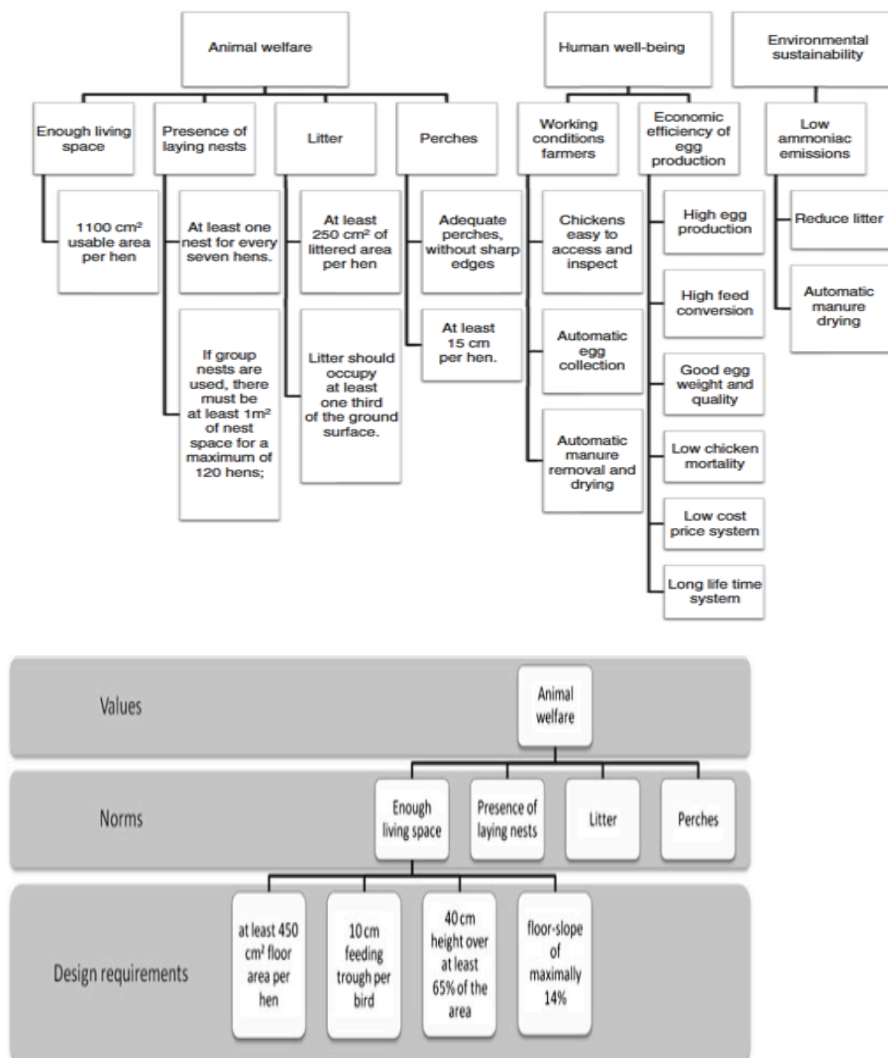 Animal welfare
Human well-being
Environmental
sustainability
Enough living
space
Presence of
laying nests
Litter
Perches
Working
conditions
farmers
Economic
efficiency of
egg production
Low
ammoniac
emissions
1100 cm² usable area
per hen
At least one
nest for every
seven hens.
If group
nests are
used, there
must be
at least 1m²
of nest
space for a
maximum of
120 hens;
At least
250 cm² of
littered area
per hen
Litter should
occupy
at least
one third
of the ground
surface.
Adequate
perches,
without sharp
edges
At least
15 cm
per hen.
Chickens
easy to
access and
inspect
Automatic
egg
collection
Automatic
manure
removal and
drying
High egg
production
High feed
conversion
Good egg
weight and
quality
Low chicken
mortality
Low cost
price system
Long life time
system
Reduce litter
Automatic
manure
drying
Values
Animal
welfare
Norms
Enough
living space
Presence of
laying nests
Litter
Perches
Design requirements
at least 450
cm² floor
area per
hen
10 cm
feeding
trough per
bird
40 cm
height over
at least
65% of the
area
floor-slope
of
maximally
14%